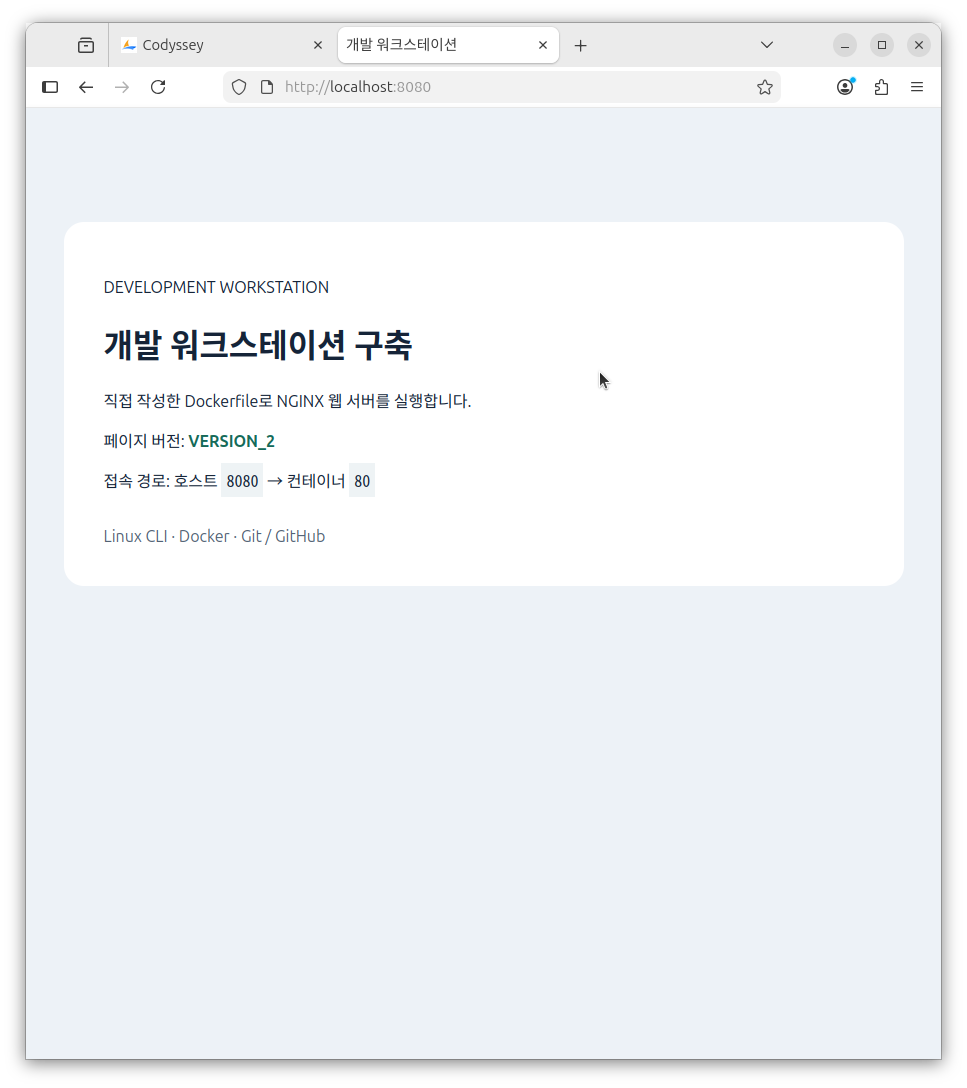 Codyssey
개발 워크스테이션
http://localhost:8080
DEVELOPMENT WORKSTATION
개발 워크스테이션 구축
직접 작성한 Dockerfile로 NGINX 웹 서버를 실행합니다.
페이지 버전: VERSION_2
접속 경로: 호스트 8080 → 컨테이너 80
Linux CLI · Docker · Git / GitHub